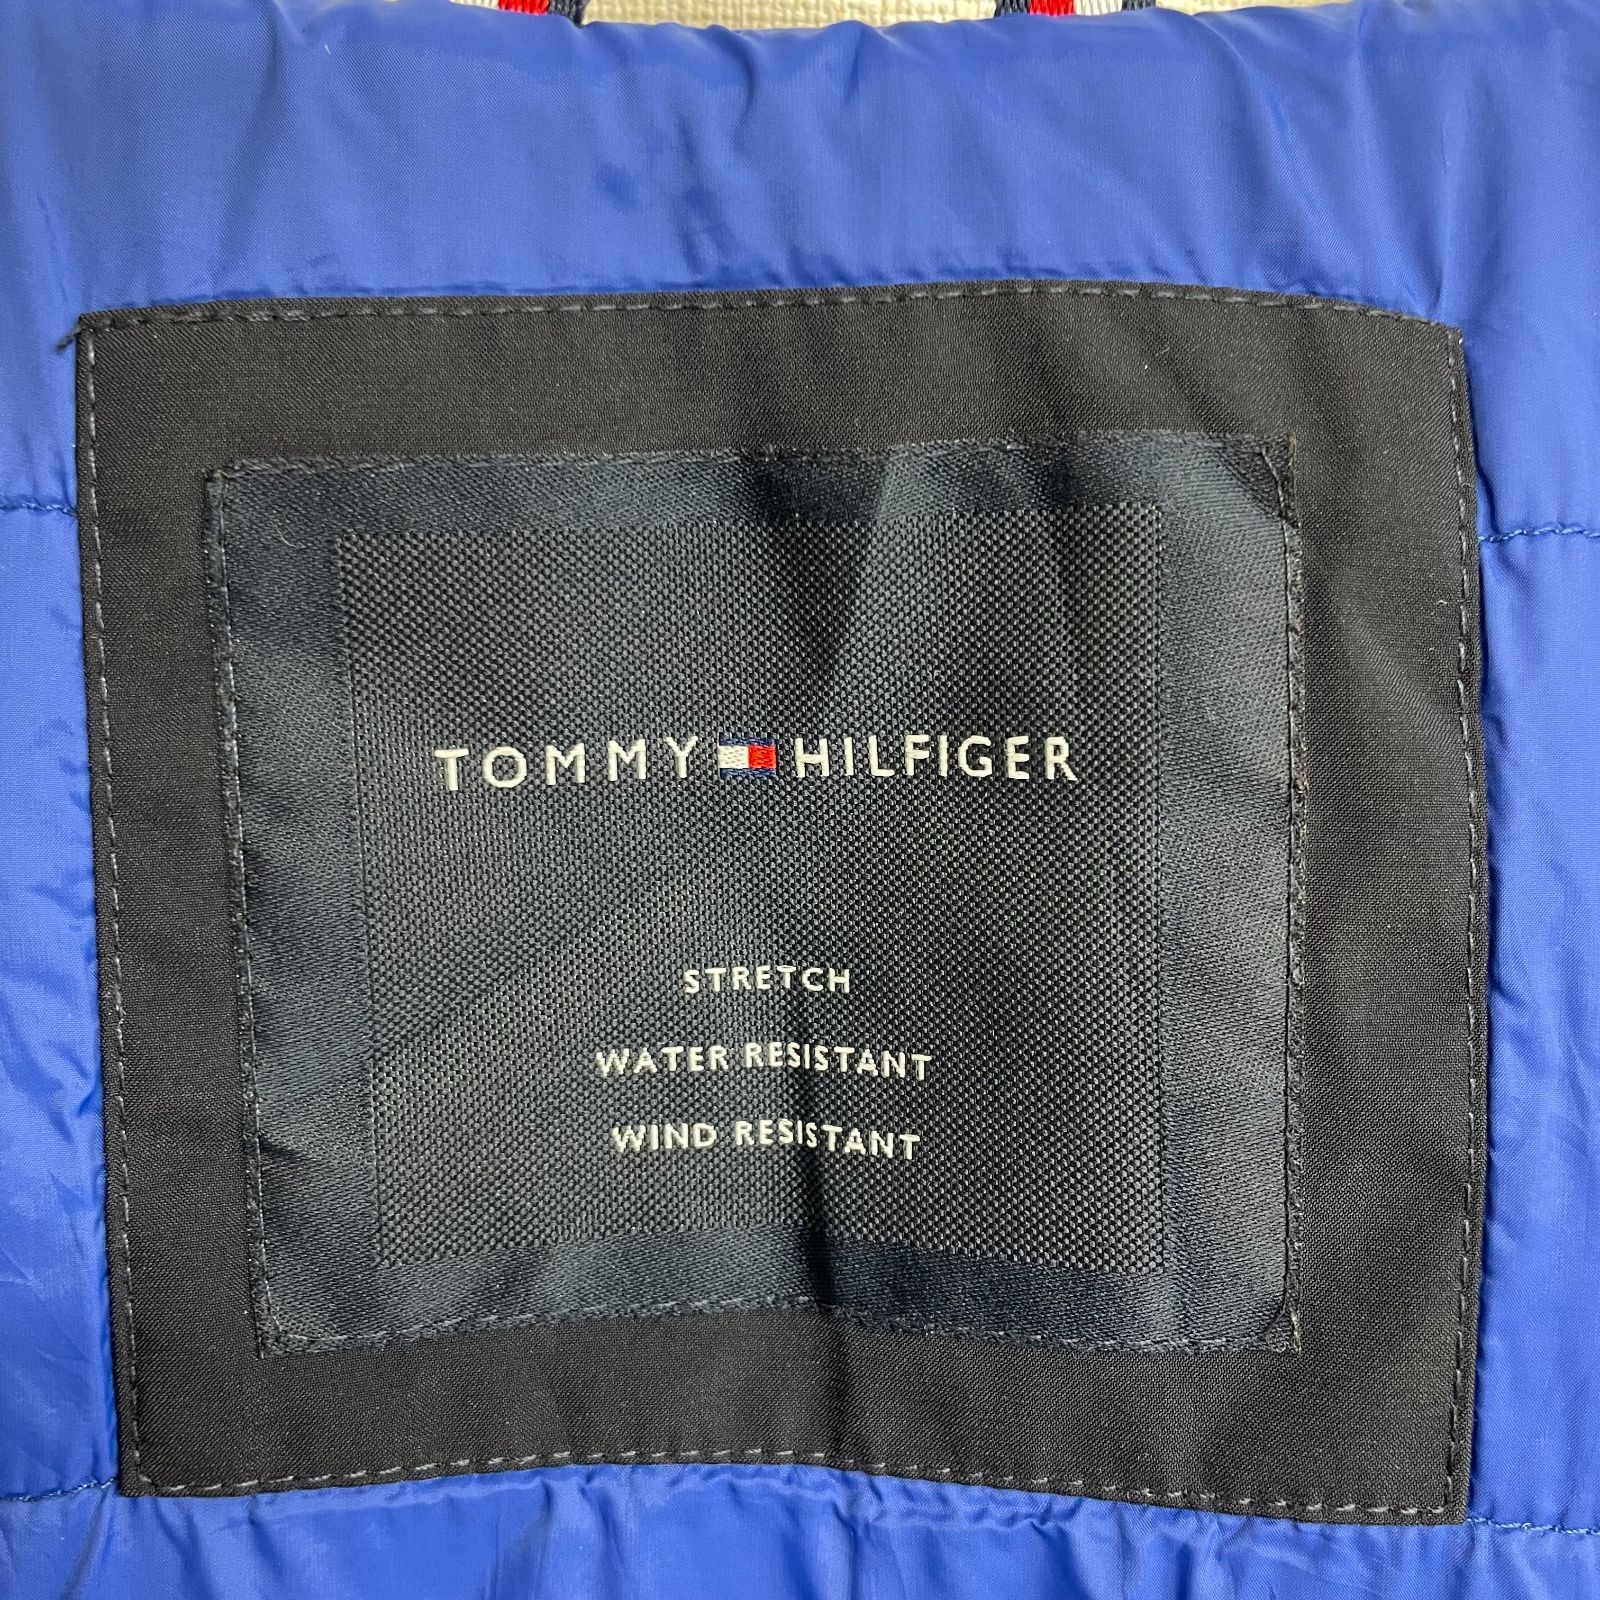 TOMMY HILFIGER
STRETCH
WATER RESISTANT
WIND RESISTANT